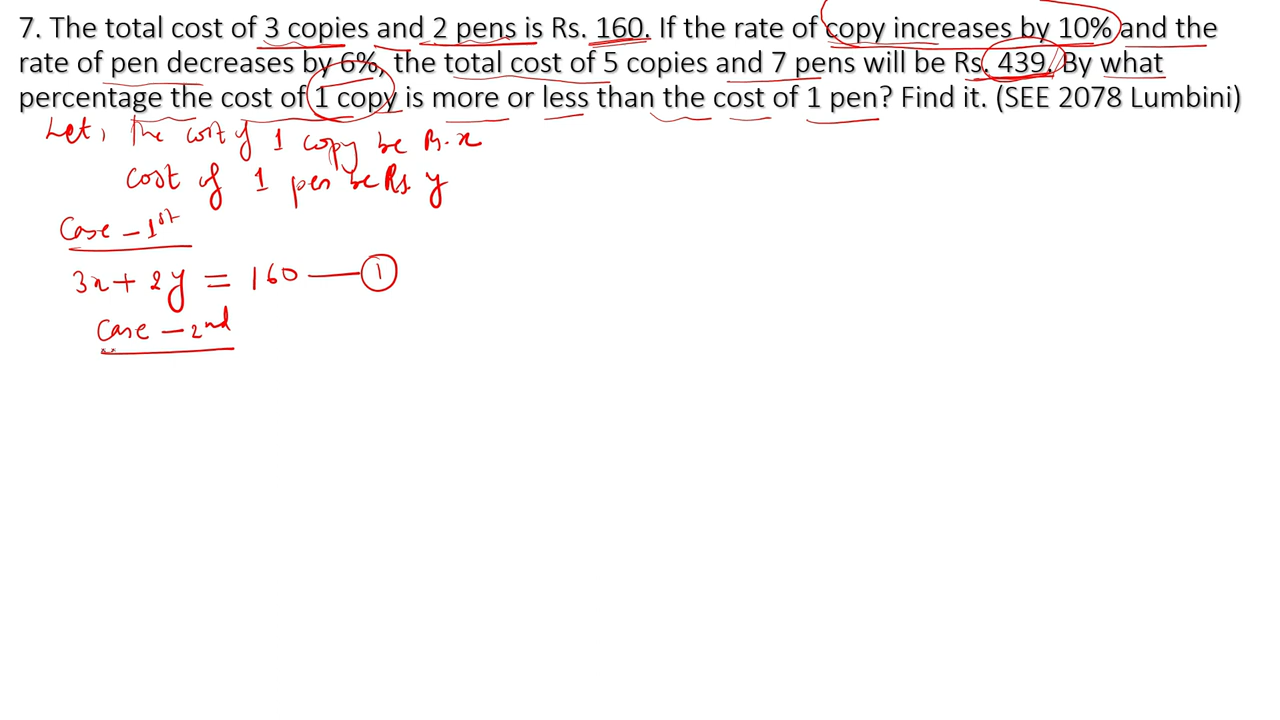 7. The total cost of 3 copies and 2 pens is Rs. 160. If the rate of copy increases by 10% and the
rate of pen decreases by 6%, the total cost of 5 copies and 7 pens will be Rs. 439. By what
percentage the cost of 1 copy is more or less than the cost of 1 pen? Find it. (SEE 2078 Lumbini)
Let, the cost of 1 copy be Rs. x
cost of 1 pen be Rs. y
Case - 1st
3x + 2y = 160 — 1
Case - 2nd